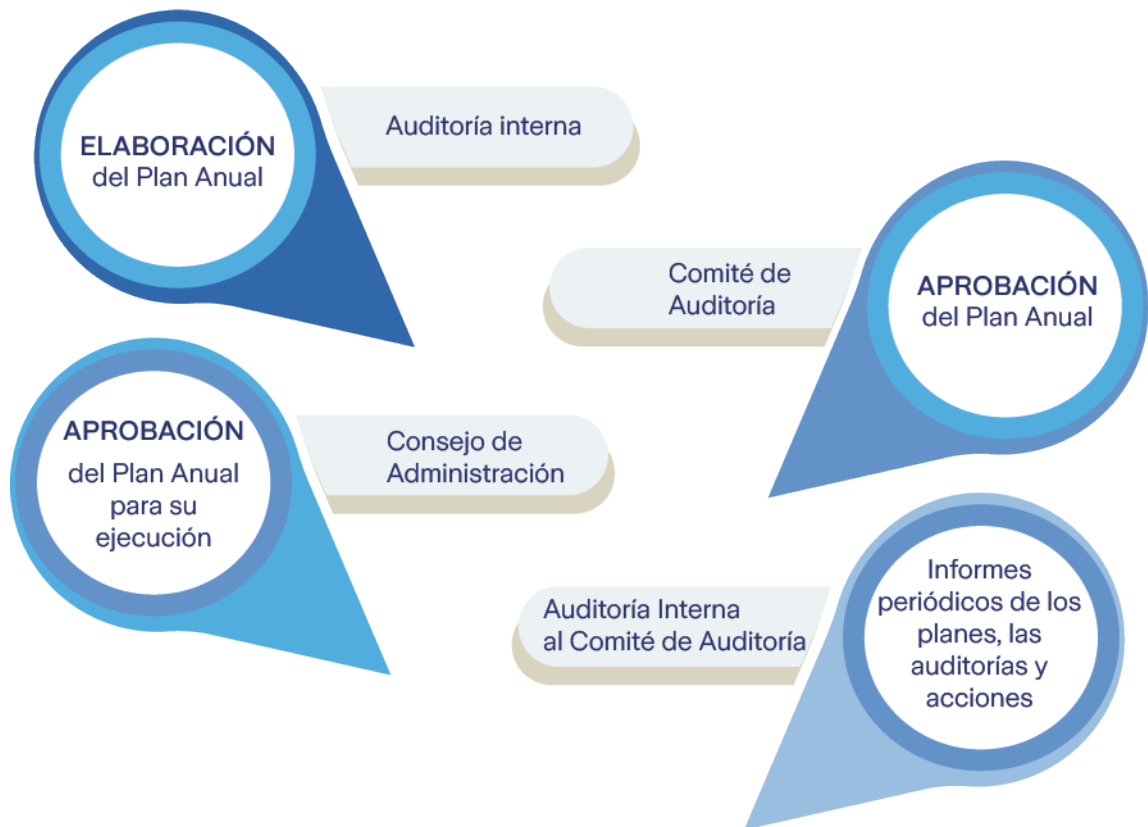 ELABORACIÓN
del Plan Anual
Auditoría interna
Comité de
Auditoría
APROBACIÓN
del Plan Anual
APROBACIÓN
del Plan Anual
para su
ejecución
Consejo de
Administración
Auditoría Interna
al Comité de Auditoría
Informes
periódicos de los
planes, las
auditorías y
acciones